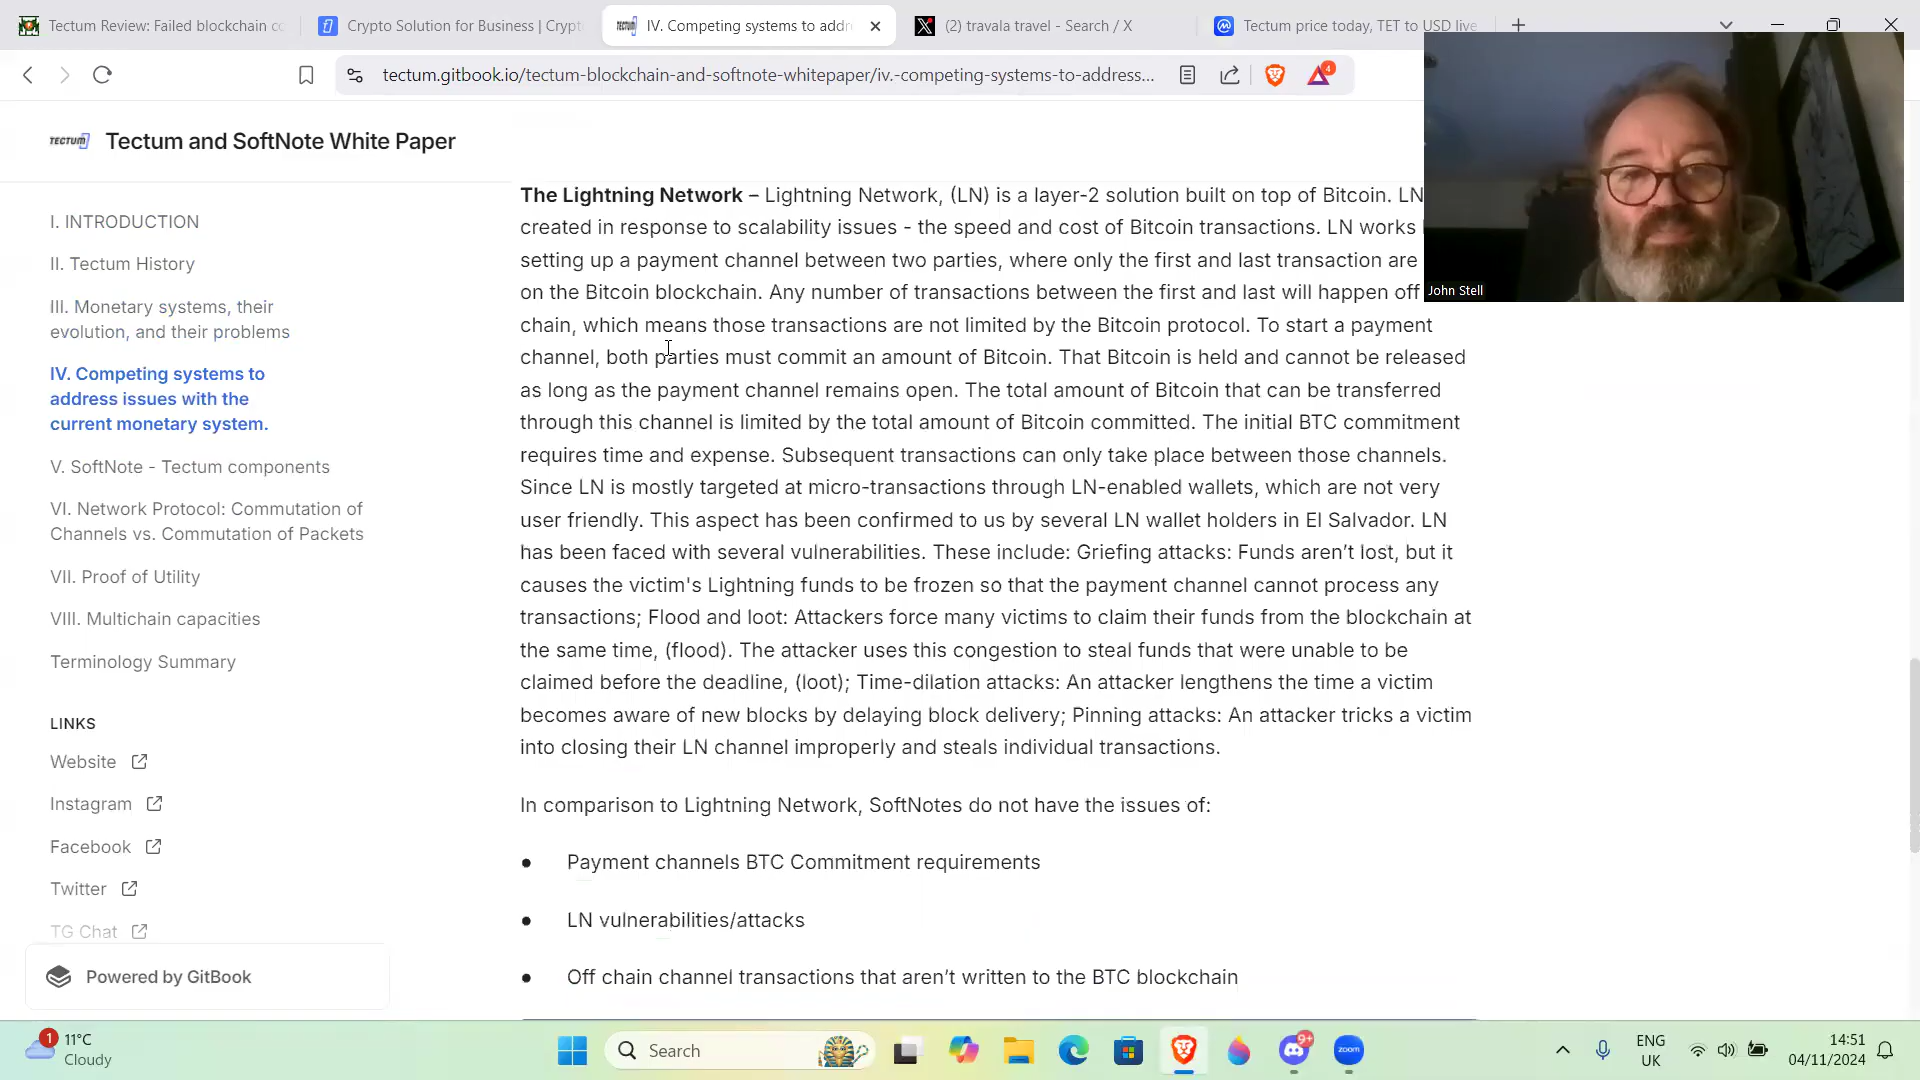 Tectum Review: Failed blockchain co
Crypto Solution for Business | Crypt
IV. Competing systems to addr
(2) travala travel - Search / X
Tectum price today, TET to USD live
tectum.gitbook.io/tectum-blockchain-and-softnote-whitepaper/iv.-competing-systems-to-address...
4
TECTUM
Tectum and SoftNote White Paper
I. INTRODUCTION
II. Tectum History
III. Monetary systems, their
evolution, and their problems
IV. Competing systems to
address issues with the
current monetary system.
V. SoftNote - Tectum components
VI. Network Protocol: Commutation of
Channels vs. Commutation of Packets
VII. Proof of Utility
VIII. Multichain capacities
Terminology Summary
LINKS
Website
Instagram
Facebook
Twitter
TG Chat
Powered by GitBook
The Lightning Network – Lightning Network, (LN) is a layer-2 solution built on top of Bitcoin. LN
created in response to scalability issues - the speed and cost of Bitcoin transactions. LN works
setting up a payment channel between two parties, where only the first and last transaction are
on the Bitcoin blockchain. Any number of transactions between the first and last will happen off
chain, which means those transactions are not limited by the Bitcoin protocol. To start a payment
channel, both parties must commit an amount of Bitcoin. That Bitcoin is held and cannot be released
as long as the payment channel remains open. The total amount of Bitcoin that can be transferred
through this channel is limited by the total amount of Bitcoin committed. The initial BTC commitment
requires time and expense. Subsequent transactions can only take place between those channels.
Since LN is mostly targeted at micro-transactions through LN-enabled wallets, which are not very
user friendly. This aspect has been confirmed to us by several LN wallet holders in El Salvador. LN
has been faced with several vulnerabilities. These include: Griefing attacks: Funds aren’t lost, but it
causes the victim's Lightning funds to be frozen so that the payment channel cannot process any
transactions; Flood and loot: Attackers force many victims to claim their funds from the blockchain at
the same time, (flood). The attacker uses this congestion to steal funds that were unable to be
claimed before the deadline, (loot); Time-dilation attacks: An attacker lengthens the time a victim
becomes aware of new blocks by delaying block delivery; Pinning attacks: An attacker tricks a victim
into closing their LN channel improperly and steals individual transactions.
In comparison to Lightning Network, SoftNotes do not have the issues of:
● Payment channels BTC Commitment requirements
● LN vulnerabilities/attacks
● Off chain channel transactions that aren’t written to the BTC blockchain
John Stell
1
11°C
Cloudy
Search
9+
zoom
ENG
UK
14:51
04/11/2024